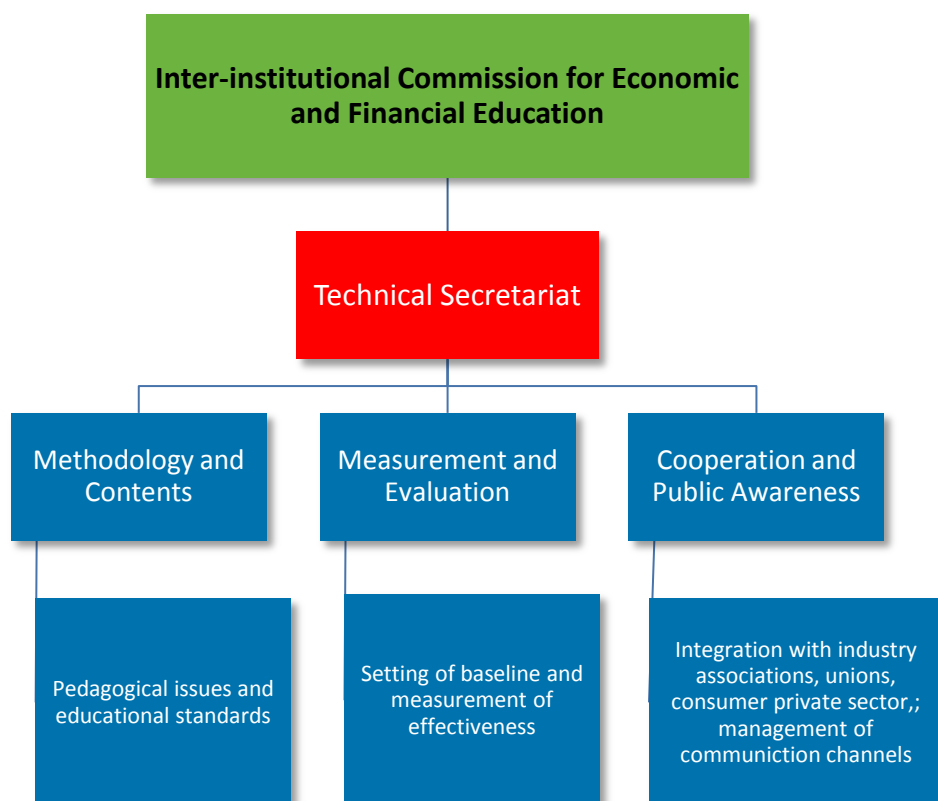 Inter-institutional Commission for Economic
and Financial Education
Technical Secretariat
Methodology and
Contents
Measurement and
Evaluation
Cooperation and
Public Awareness
Pedagogical issues and
educational standards
Setting of baseline and
measurement of
effectiveness
Integration with industry
associations, unions,
consumer private sector,;
management of
communiction channels